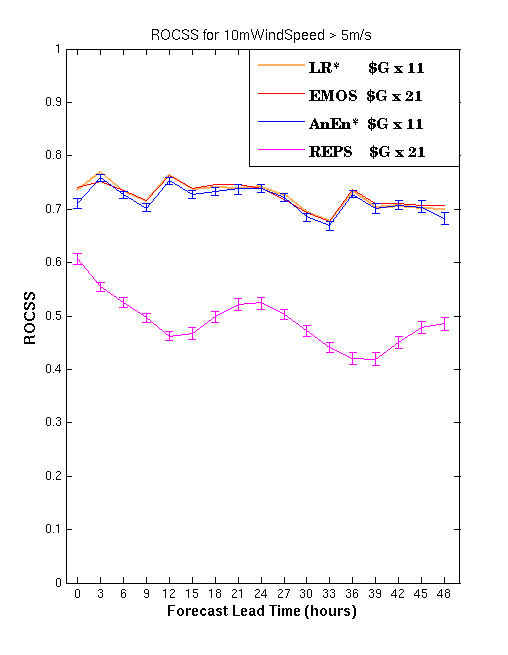 ROCSS for 10mWindSpeed > 5m/s
LR* $G x 11
EMOS $G x 21
AnEn* $G x 11
REPS $G x 21
1
0.9
0.8
0.7
0.6
0.5
0.4
0.3
0.2
0.1
0
ROCSS
0 3 6 9 12 15 18 21 24 27 30 33 36 39 42 45 48
Forecast Lead Time (hours)